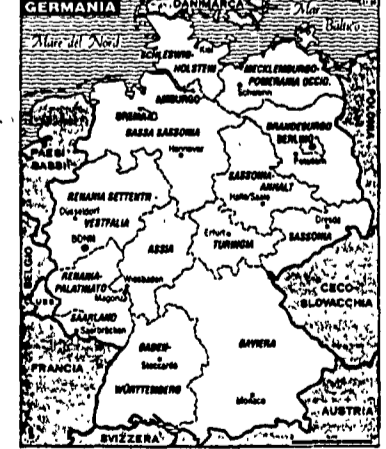 GERMANIA
DANIMARCA
Mar
Baltico
Mare del Nord
SCHLESWIG-
HOLSTEIN
Kiel
MECKLEMBURGO-
POMERANIA OCCID.
Schwerin
AMBURGO
BREMA
BASSA SASSONIA
Hannover
BRANDEBURGO
BERLINO
Potsdam
POLONIA
PAESI
BASSI
SASSONIA-
ANHALT
Halle/Saale
RENANIA SETTENTR.
VESTFALIA
Düsseldorf
BONN
ASSIA
Erfurt
TURINGIA
Dresda
SASSONIA
BELGIO
RENANIA-
PALATINATO
Wiesbaden
Magonza
LUSS.
SAARLAND
Saarbrücken
CECO-
SLOVACCHIA
FRANCIA
BADEN-
Stoccarda
WÜRTTEMBERG
BAVIERA
Monaco
AUSTRIA
SVIZZERA